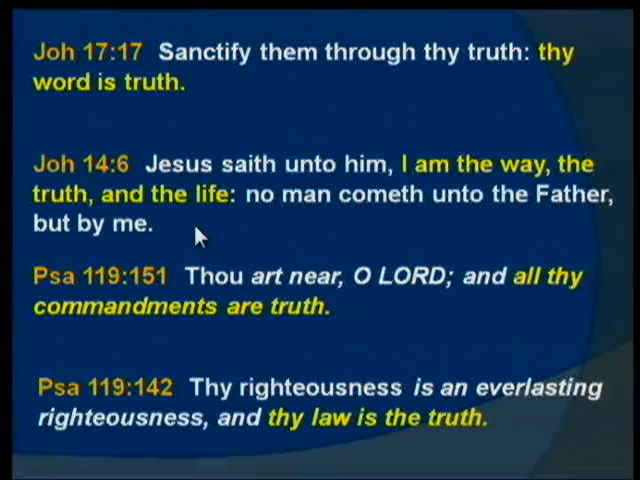 Joh 17:17 Sanctify them through thy truth: thy
word is truth.
Joh 14:6 Jesus saith unto him, I am the way, the
truth, and the life: no man cometh unto the Father,
but by me.
Psa 119:151 Thou art near, O LORD; and all thy
commandments are truth.
Psa 119:142 Thy righteousness is an everlasting
righteousness, and thy law is the truth.